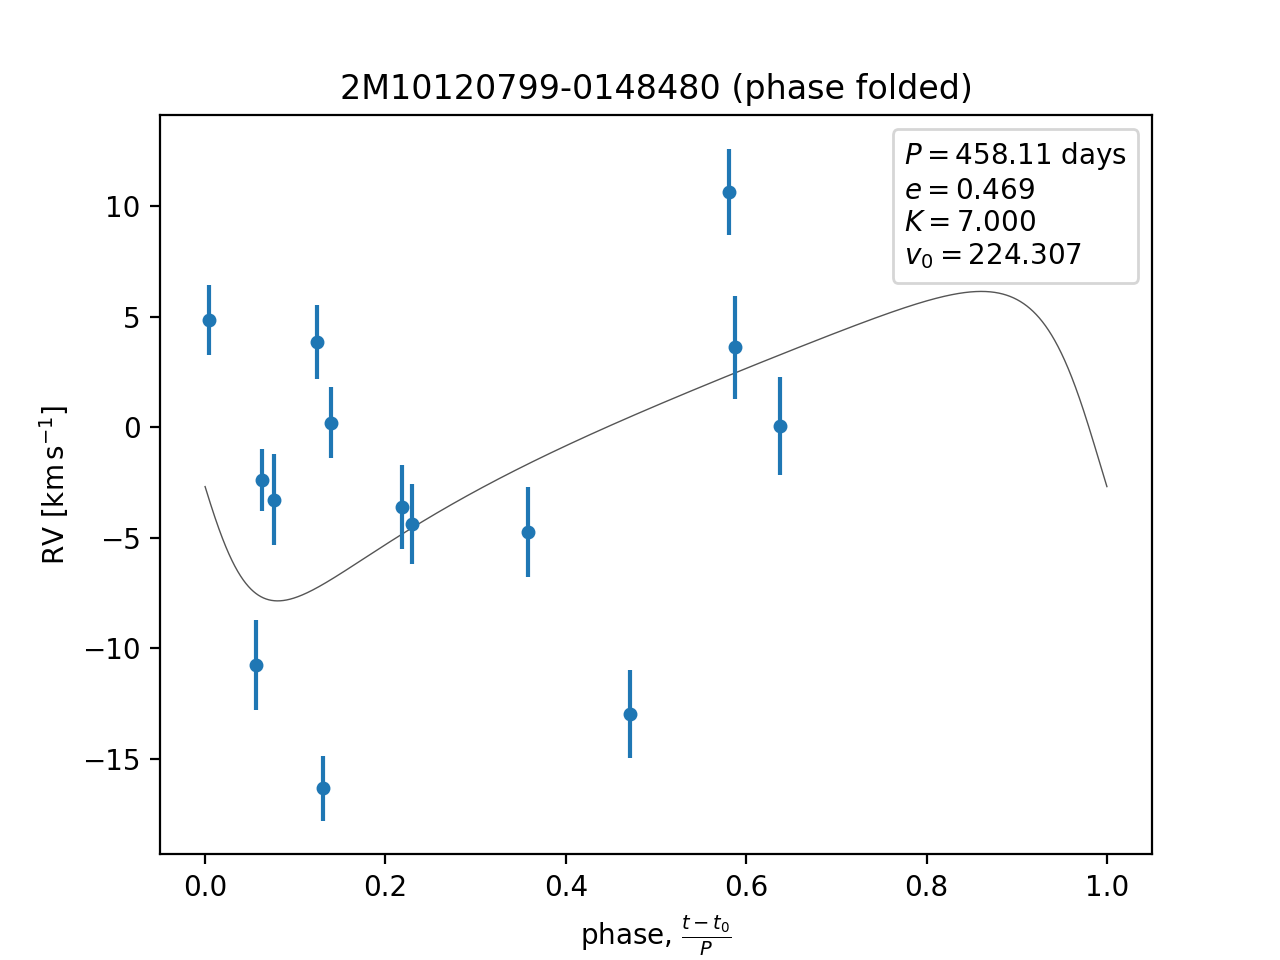 2M10120799-0148480 (phase folded)
P = 458.11 days
e = 0.469
K = 7.000
v₀ = 224.307
10
5
0
−5
−10
−15
RV [km s⁻¹]
0.0 0.2 0.4 0.6 0.8 1.0
phase, (t − t₀)/P